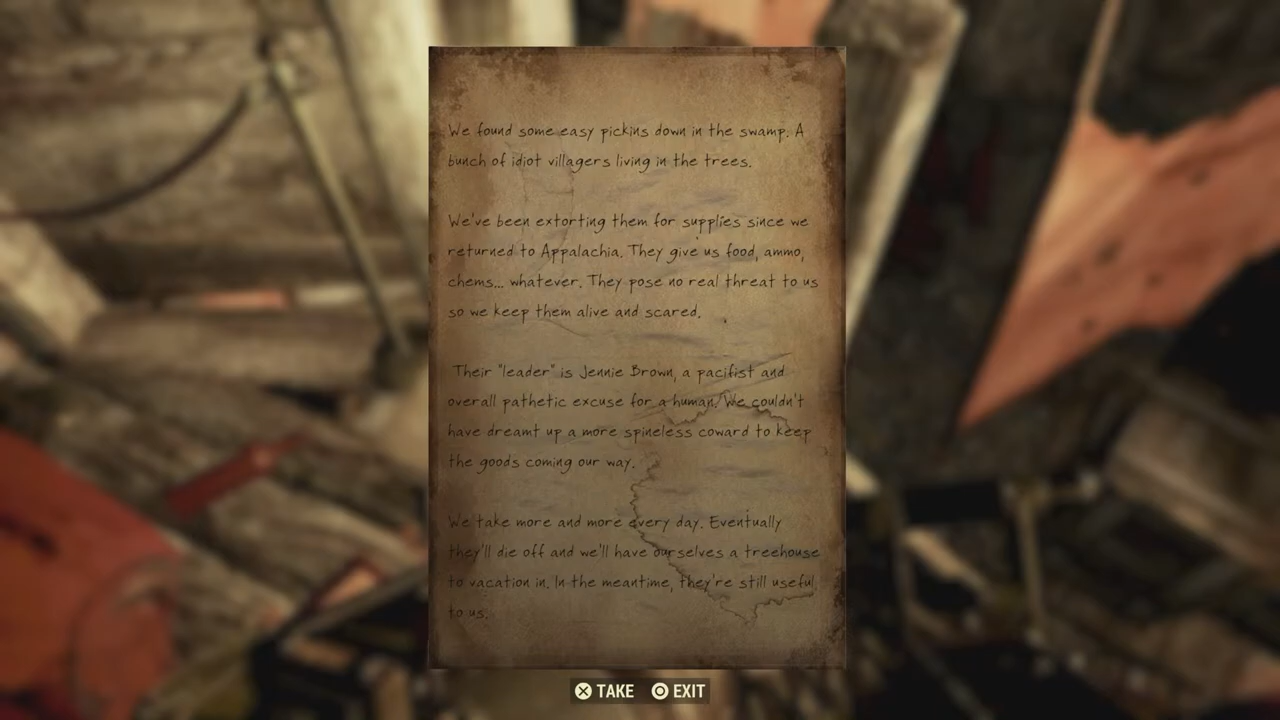 We found some easy pickins down in the swamp. A
bunch of idiot villagers living in the trees.
We've been extorting them for supplies since we
returned to Appalachia. They give us food, ammo,
chems... whatever. They pose no real threat to us
so we keep them alive and scared.
Their "leader" is Jennie Brown, a pacifist and
overall pathetic excuse for a human. We couldn't
have dreamt up a more spineless coward to keep
the goods coming our way.
We take more and more every day. Eventually
they'll die off and we'll have ourselves a treehouse
to vacation in. In the meantime, they're still useful
to us.
TAKE EXIT